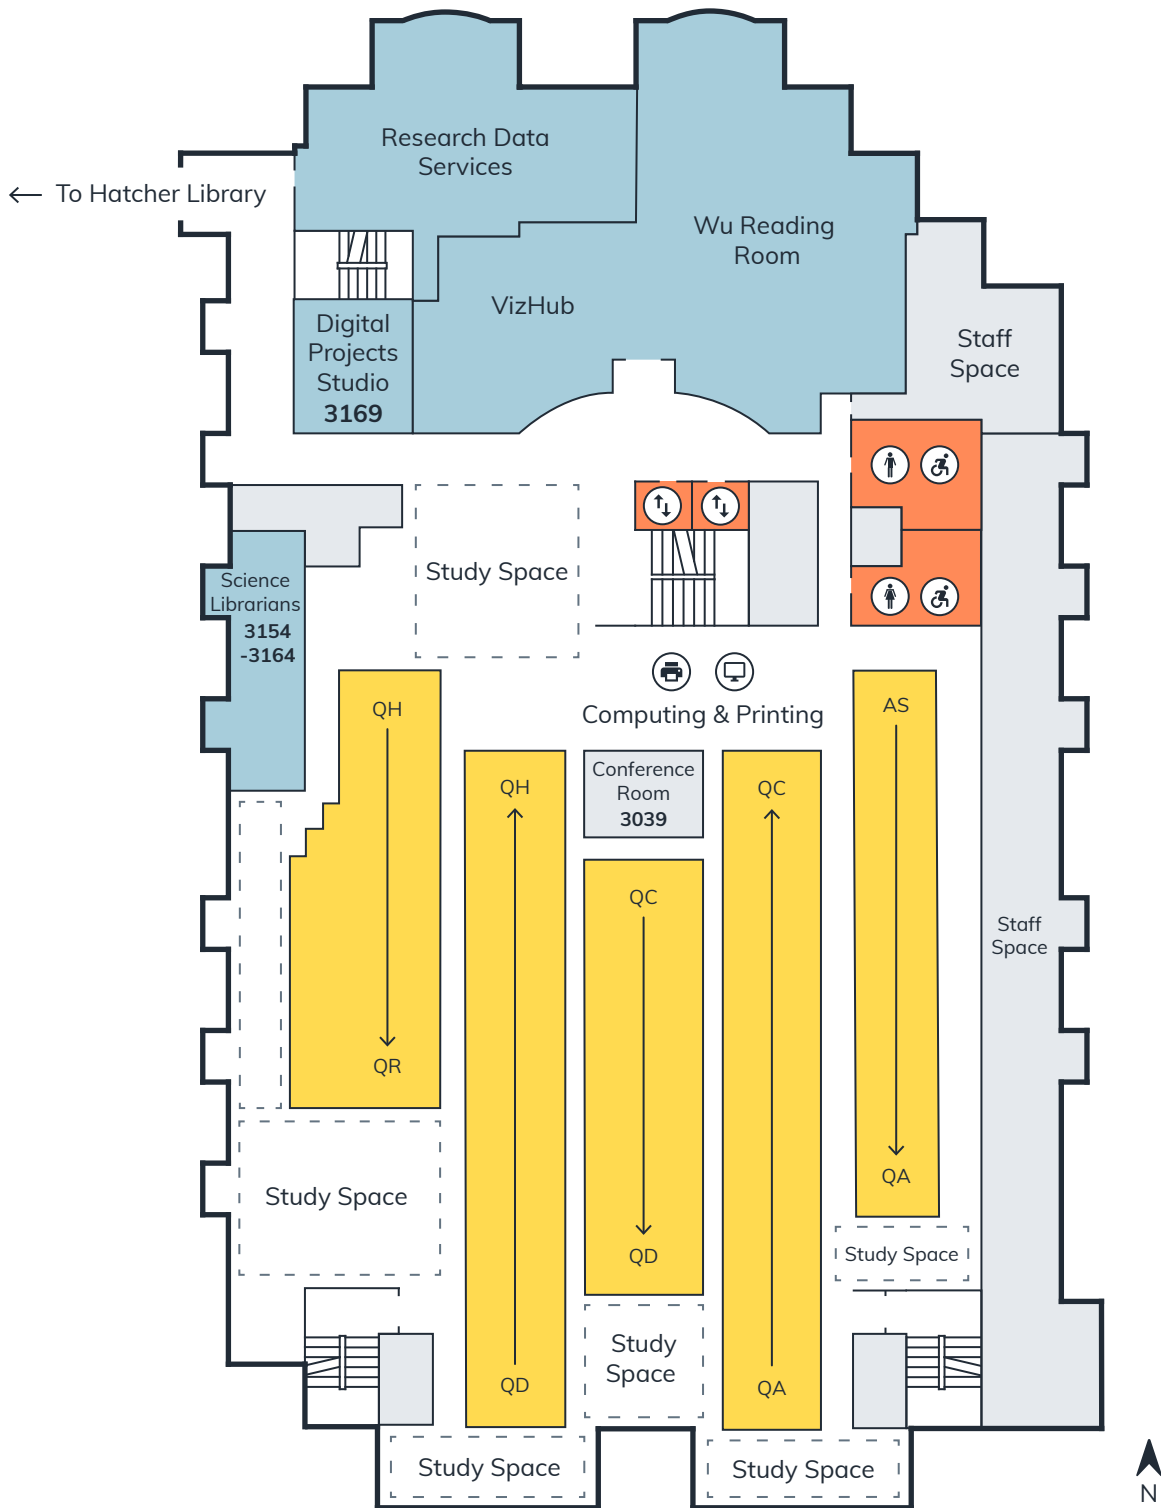 Research Data
Services
← To Hatcher Library
Wu Reading
Room
VizHub
Digital
Projects
Studio
3169
Staff
Space
Study Space
Science
Librarians
3154
-3164
Computing & Printing
QH
QR
QH
QD
Conference
Room
3039
QC
QD
QC
QA
AS
QA
Staff
Space
Study Space
Study Space
Study
Space
Study Space
Study Space
N